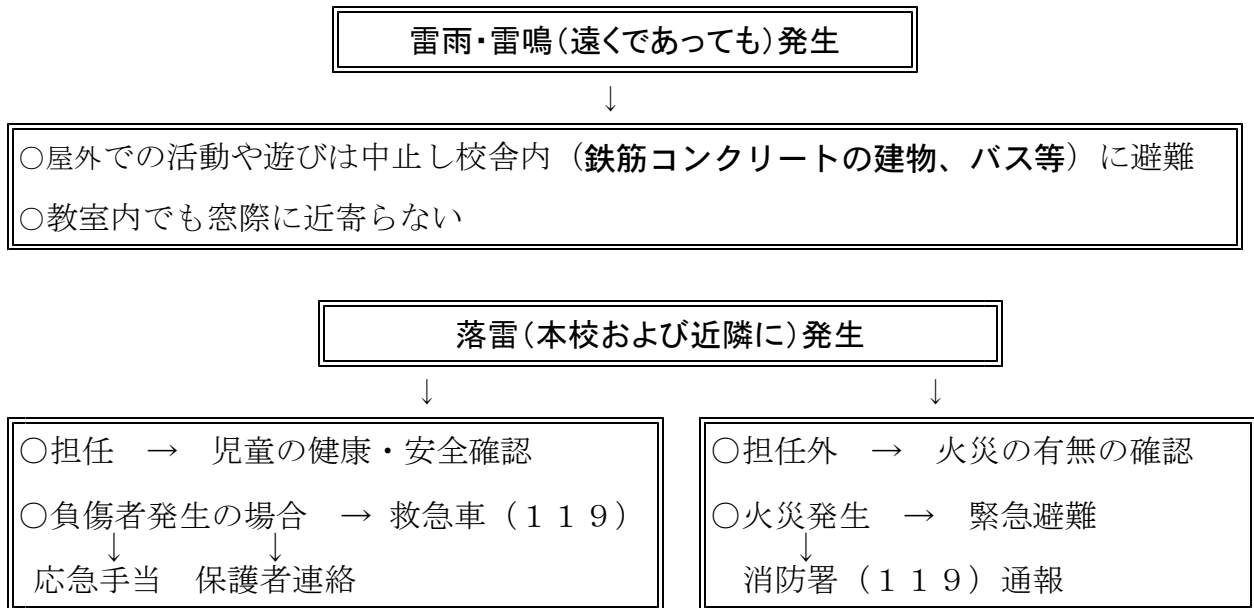 雷雨・雷鳴(遠くであっても)発生
↓
○屋外での活動や遊びは中止し校舎内(鉄筋コンクリートの建物、バス等)に避難
○教室内でも窓際に近寄らない
落雷(本校および近隣に)発生
↓ ↓
○担任 → 児童の健康・安全確認
○負傷者発生の場合 → 救急車(119)
↓ ↓
応急手当 保護者連絡
○担任外 → 火災の有無の確認
○火災発生 → 緊急避難
↓
消防署(119)通報